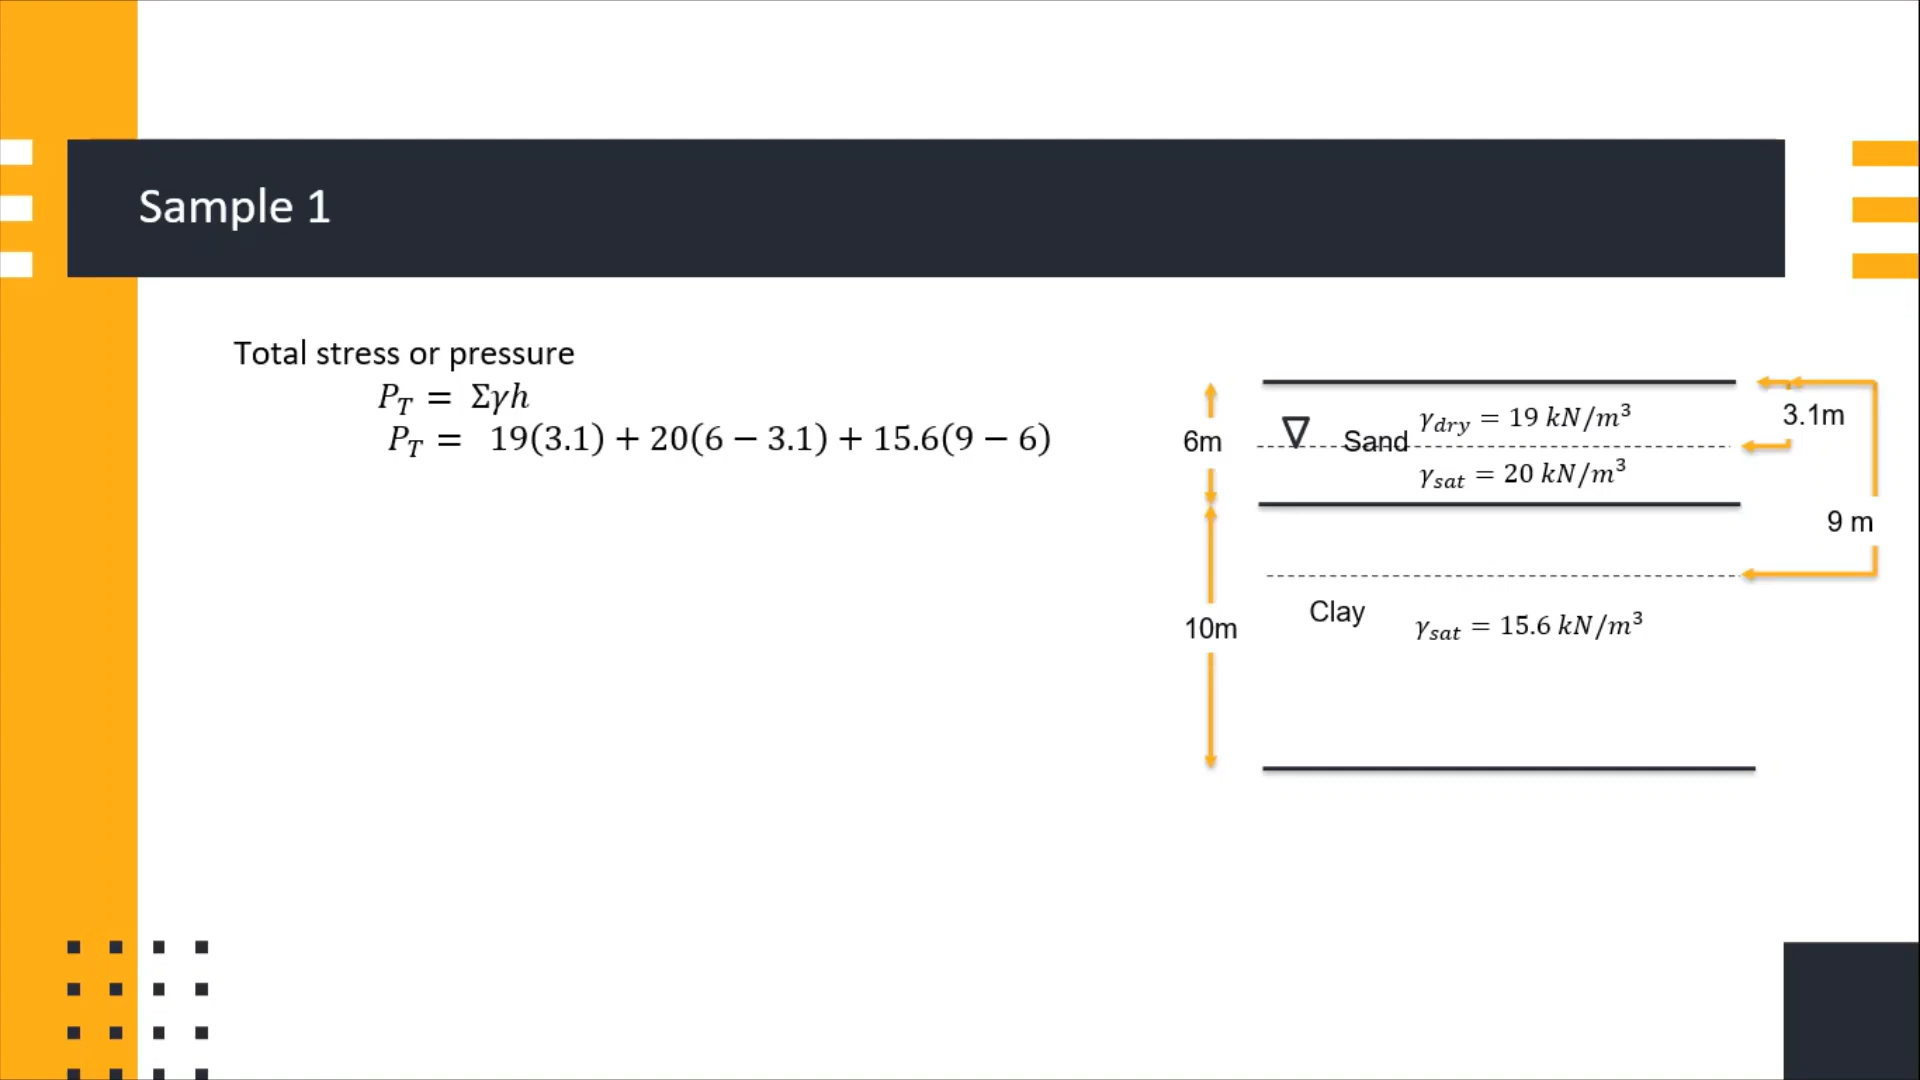 Sample 1
Total stress or pressure
P_T = Σγh
P_T = 19(3.1) + 20(6 − 3.1) + 15.6(9 − 6)
6m
10m
∇
Sand
γ_dry = 19 kN/m³
γ_sat = 20 kN/m³
3.1m
9 m
Clay
γ_sat = 15.6 kN/m³